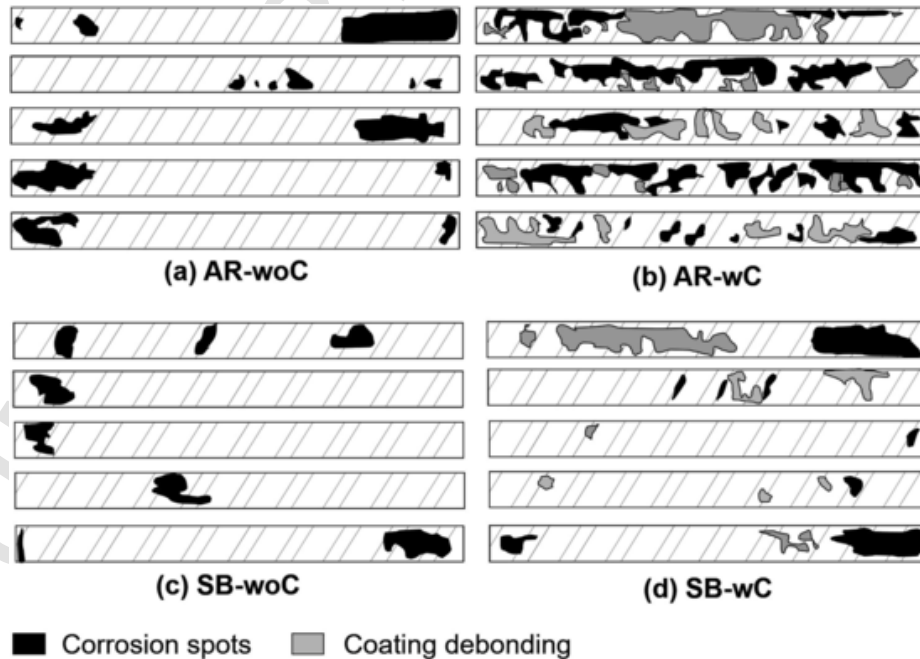 (a) AR-woC
(b) AR-wC
(c) SB-woC
(d) SB-wC
Corrosion spots
Coating debonding